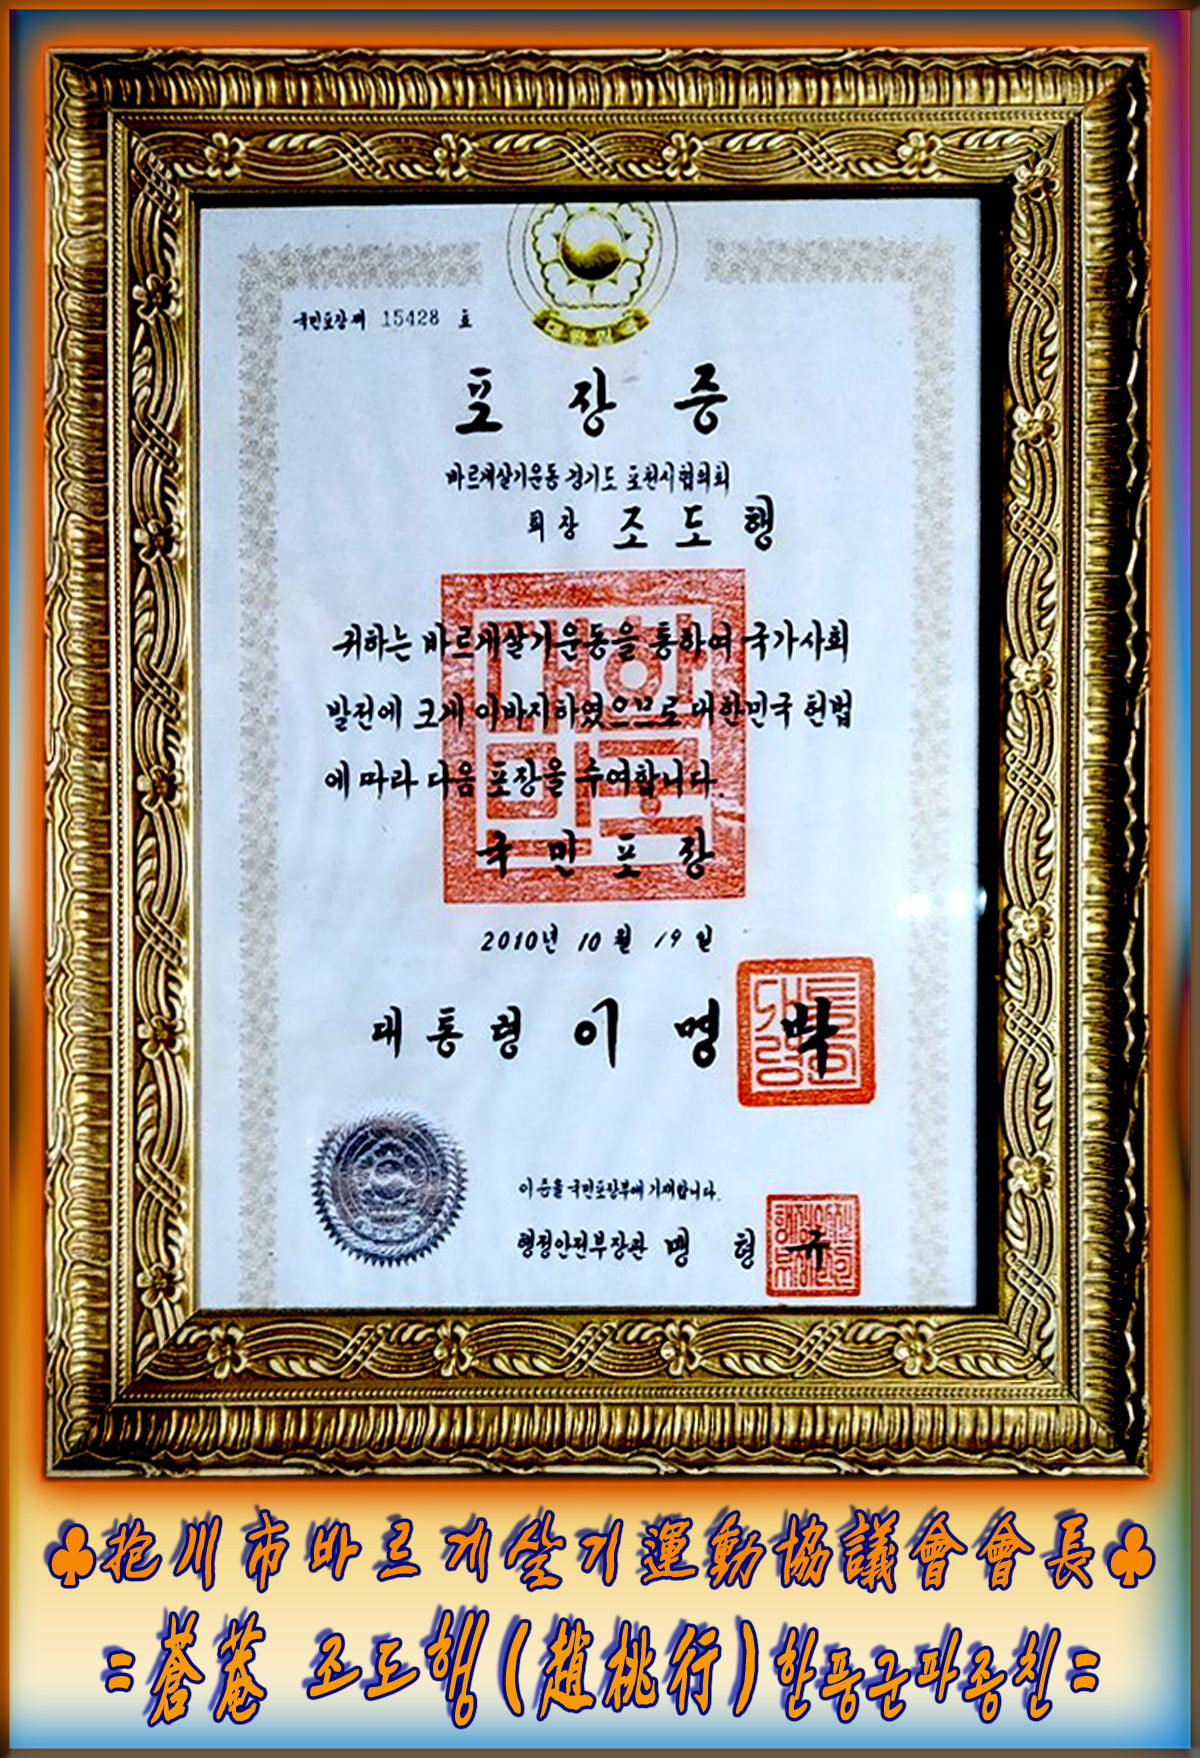 국민포장 제 15428 호
포 장 증
바르게살기운동 경기도 포천시협의회
회 장 조 도 행
귀하는 바르게살기운동을 통하여 국가사회
발전에 크게 이바지하였으므로 대한민국 헌법
에 따라 다음 포장을 수여합니다.
국 민 포 장
2010년 10 월 19 일
대 통 령 이 명 박
이 증을 국민포장부에 기재합니다.
행정안전부장관 맹 형 규
♣抱川市바르게살기運動協議會會長♣
=蒼菴 조도행(趙桃行)한풍군파종친=